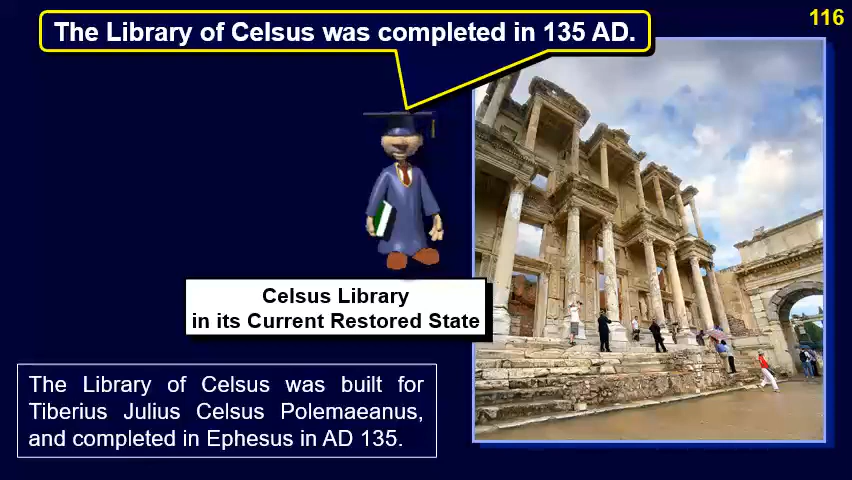 116
The Library of Celsus was completed in 135 AD.
Celsus Library
in its Current Restored State
The Library of Celsus was built for
Tiberius Julius Celsus Polemaeanus,
and completed in Ephesus in AD 135.